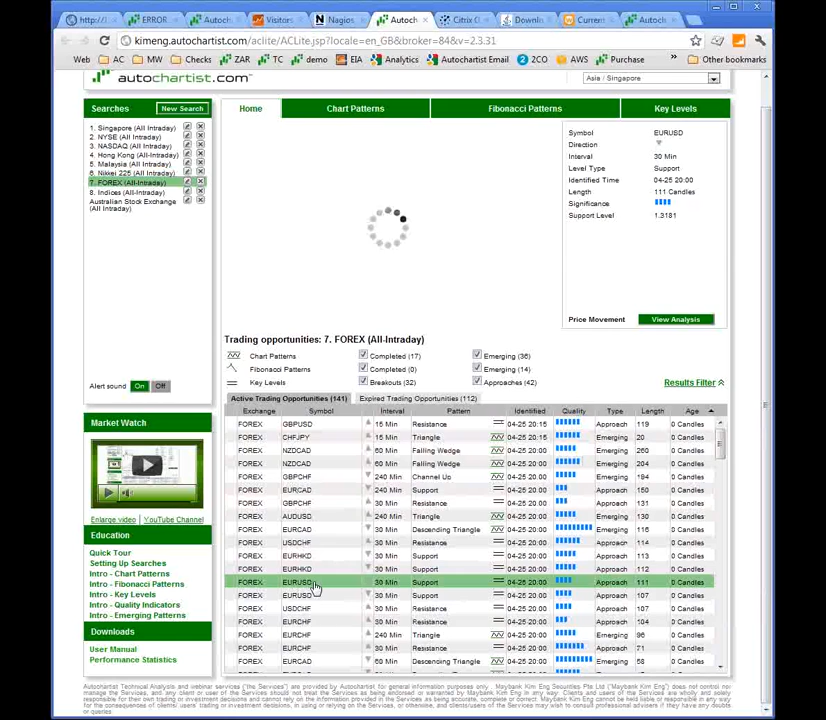 http:/
ERROR
Autoch
Visitors
Nagios
Autoch
Citrix C
Downlo
Current
Autoch
kimeng.autochartist.com/aclite/ACLite.jsp?locale=en_GB&broker=84&v=2.3.31
Web
AC
MW
Checks
ZAR
TC
demo
EIA
Analytics
Autochartist Email
2CO
AWS
Purchase
»
Other bookmarks
autochartist.com™
Asia / Singapore
Searches
New Search
Home
Chart Patterns
Fibonacci Patterns
Key Levels
1. Singapore (All Intraday)
2. NYSE (All Intraday)
3. NASDAQ (All Intraday)
4. Hong Kong (All-Intraday)
5. Malaysia (All Intraday)
6. Nikkei 225 (All-Intraday)
7. FOREX (All-Intraday)
8. Indices (All-Intraday)
Australian Stock Exchange
(All Intraday)
Symbol EURUSD
Direction
Interval 30 Min
Level Type Support
Identified Time 04-25 20:00
Length 111 Candles
Significance
Support Level 1.3181
Price Movement
View Analysis
Trading opportunities: 7. FOREX (All-Intraday)
Chart Patterns Completed (17) Emerging (36)
Fibonacci Patterns Completed (0) Emerging (14)
Key Levels Breakouts (32) Approaches (42)
Results Filter
Alert sound On Off
Active Trading Opportunities (141) Expired Trading Opportunities (112)
Exchange Symbol Interval Pattern Identified Quality Type Length Age
FOREX GBPUSD 15 Min Resistance 04-25 20:15 Approach 119 0 Candles
FOREX CHFJPY 15 Min Triangle 04-25 20:15 Emerging 20 0 Candles
FOREX NZDCAD 60 Min Falling Wedge 04-25 20:00 Emerging 260 0 Candles
FOREX NZDCAD 60 Min Falling Wedge 04-25 20:00 Emerging 204 0 Candles
FOREX GBPCHF 240 Min Channel Up 04-25 20:00 Emerging 194 0 Candles
FOREX EURCAD 240 Min Support 04-25 20:00 Approach 150 0 Candles
FOREX GBPCHF 30 Min Resistance 04-25 20:00 Approach 131 0 Candles
FOREX AUDUSD 240 Min Triangle 04-25 20:00 Emerging 130 0 Candles
FOREX EURCAD 30 Min Descending Triangle 04-25 20:00 Emerging 116 0 Candles
FOREX USDCHF 30 Min Resistance 04-25 20:00 Approach 114 0 Candles
FOREX EURHKD 30 Min Support 04-25 20:00 Approach 113 0 Candles
FOREX EURHKD 30 Min Support 04-25 20:00 Approach 112 0 Candles
FOREX EURUSD 30 Min Support 04-25 20:00 Approach 111 0 Candles
FOREX EURUSD 30 Min Support 04-25 20:00 Approach 107 0 Candles
FOREX USDCHF 30 Min Resistance 04-25 20:00 Approach 107 0 Candles
FOREX EURCHF 30 Min Resistance 04-25 20:00 Approach 104 0 Candles
FOREX EURCHF 240 Min Triangle 04-25 20:00 Emerging 96 0 Candles
FOREX EURCHF 30 Min Resistance 04-25 20:00 Approach 71 0 Candles
FOREX EURCAD 60 Min Descending Triangle 04-25 20:00 Emerging 68 0 Candles
Market Watch
Enlarge video | YouTube Channel
Education
Quick Tour
Setting Up Searches
Intro - Chart Patterns
Intro - Fibonacci Patterns
Intro - Key Levels
Intro - Quality Indicators
Intro - Emerging Patterns
Downloads
User Manual
Performance Statistics